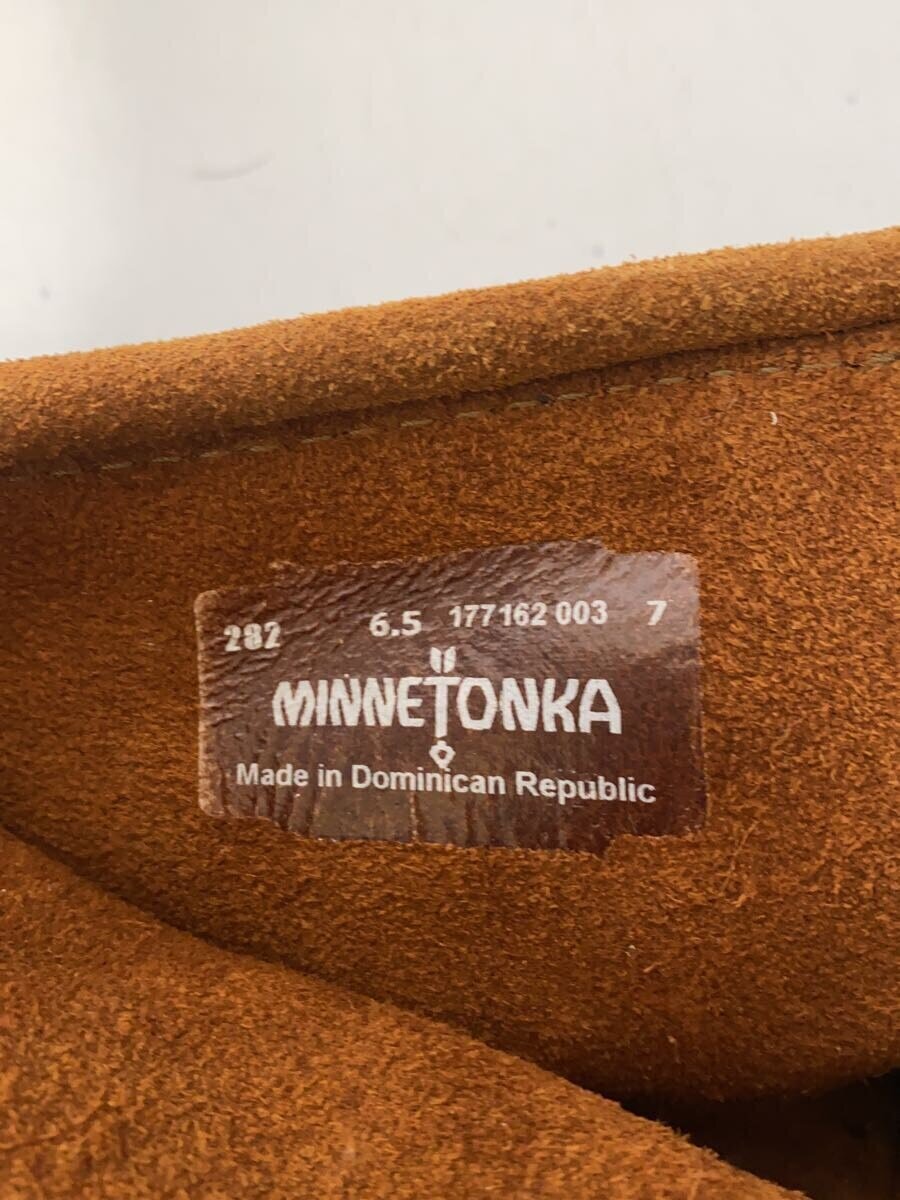 282 6.5 177162 003 7
MINNETONKA
Made in Dominican Republic